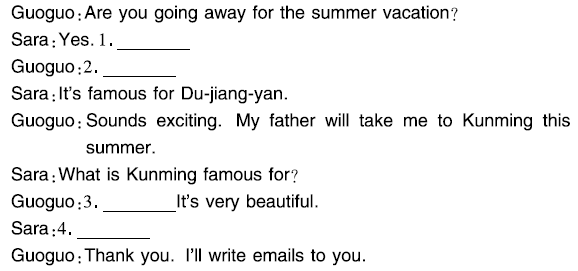 Guoguo:Are you going away for the summer vacation?
Sara:Yes. 1. ________
Guoguo:2. ________
Sara:It's famous for Du-jiang-yan.
Guoguo:Sounds exciting. My father will take me to Kunming this
summer.
Sara:What is Kunming famous for?
Guoguo:3. ________It's very beautiful.
Sara:4. ________
Guoguo:Thank you. I'll write emails to you.